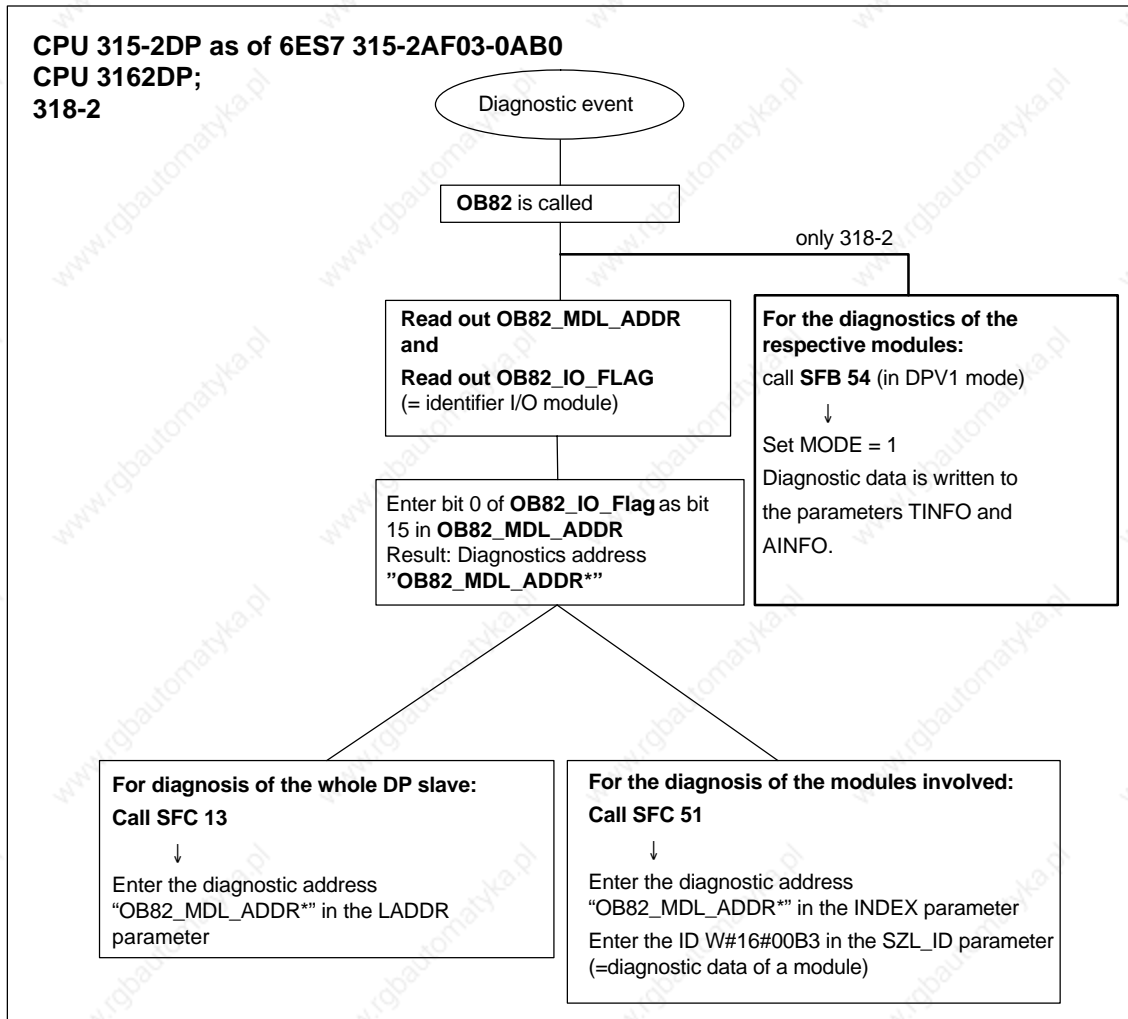 CPU 315-2DP as of 6ES7 315-2AF03-0AB0
CPU 3162DP;
318-2
Diagnostic event
OB82 is called
only 318-2
Read out OB82_MDL_ADDR
and
Read out OB82_IO_FLAG
(= identifier I/O module)
For the diagnostics of the
respective modules:
call SFB 54 (in DPV1 mode)
↓
Set MODE = 1
Diagnostic data is written to
the parameters TINFO and
AINFO.
Enter bit 0 of OB82_IO_Flag as bit
15 in OB82_MDL_ADDR
Result: Diagnostics address
”OB82_MDL_ADDR*”
For diagnosis of the whole DP slave:
Call SFC 13
↓
Enter the diagnostic address
“OB82_MDL_ADDR*” in the LADDR
parameter
For the diagnosis of the modules involved:
Call SFC 51
↓
Enter the diagnostic address
“OB82_MDL_ADDR*” in the INDEX parameter
Enter the ID W#16#00B3 in the SZL_ID parameter
(=diagnostic data of a module)
www.rgbautomatyka.pl